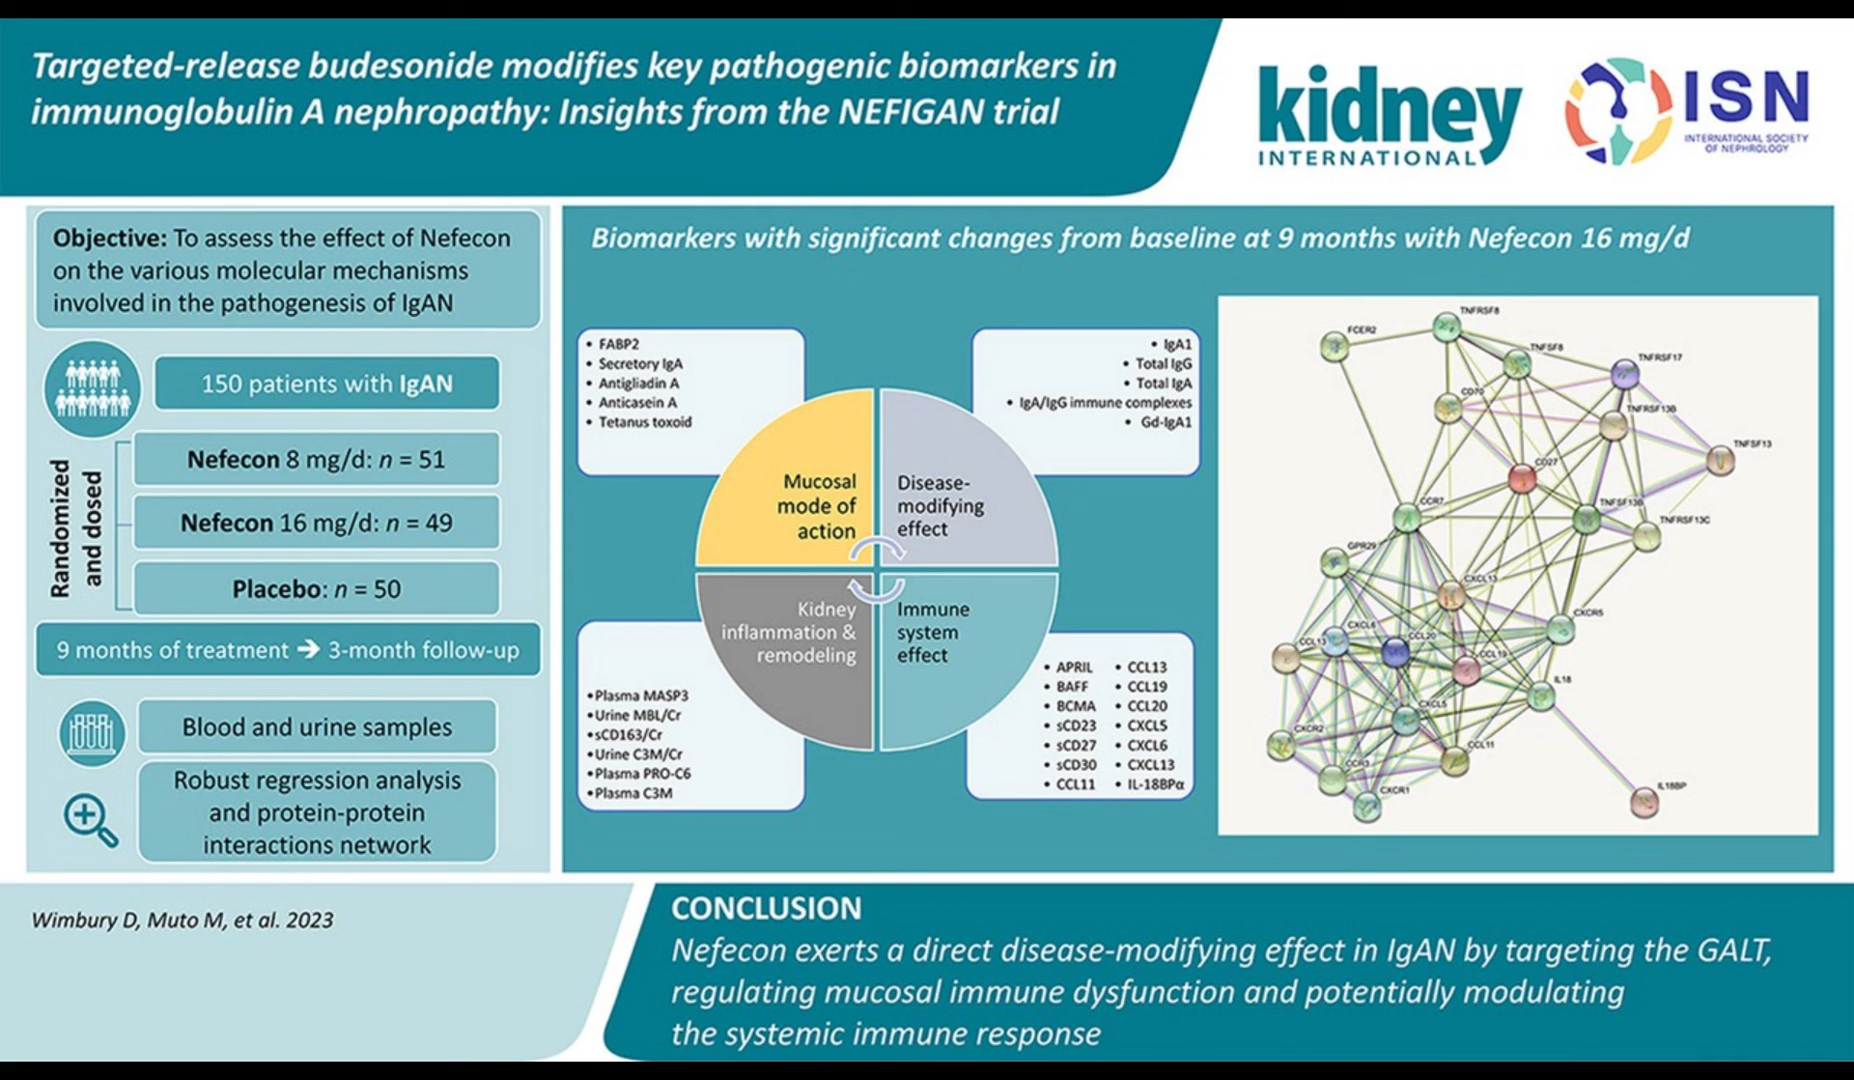 Targeted-release budesonide modifies key pathogenic biomarkers in
immunoglobulin A nephropathy: Insights from the NEFIGAN trial
kidney
INTERNATIONAL
ISN
INTERNATIONAL SOCIETY
OF NEPHROLOGY
Objective: To assess the effect of Nefecon
on the various molecular mechanisms
involved in the pathogenesis of IgAN
150 patients with IgAN
Randomized
and dosed
Nefecon 8 mg/d: n = 51
Nefecon 16 mg/d: n = 49
Placebo: n = 50
9 months of treatment ➔ 3-month follow-up
Blood and urine samples
Robust regression analysis
and protein-protein
interactions network
Biomarkers with significant changes from baseline at 9 months with Nefecon 16 mg/d
• FABP2
• Secretory IgA
• Antigliadin A
• Anticasein A
• Tetanus toxoid
• IgA1
• Total IgG
• Total IgA
• IgA/IgG immune complexes
• Gd-IgA1
Mucosal
mode of
action
Disease-
modifying
effect
Kidney
inflammation &
remodeling
Immune
system
effect
• Plasma MASP3
• Urine MBL/Cr
• sCD163/Cr
• Urine C3M/Cr
• Plasma PRO-C6
• Plasma C3M
• APRIL
• BAFF
• BCMA
• sCD23
• sCD27
• sCD30
• CCL11
• CCL13
• CCL19
• CCL20
• CXCL5
• CXCL6
• CXCL13
• IL-18BPα
TNFRSF8
FCER2
TNFSF8
TNFRSF17
CD70
TNFRSF13B
TNFSF13
CD27
CCR7
TNFSF13B
TNFRSF13C
GPR29
CXCL13
CXCR5
CXCL6
CCL13
CCL20
CCL19
IL18
CXCL5
CXCR2
CCL11
CCR3
CXCR1
IL18BP
Wimbury D, Muto M, et al. 2023
CONCLUSION
Nefecon exerts a direct disease-modifying effect in IgAN by targeting the GALT,
regulating mucosal immune dysfunction and potentially modulating
the systemic immune response